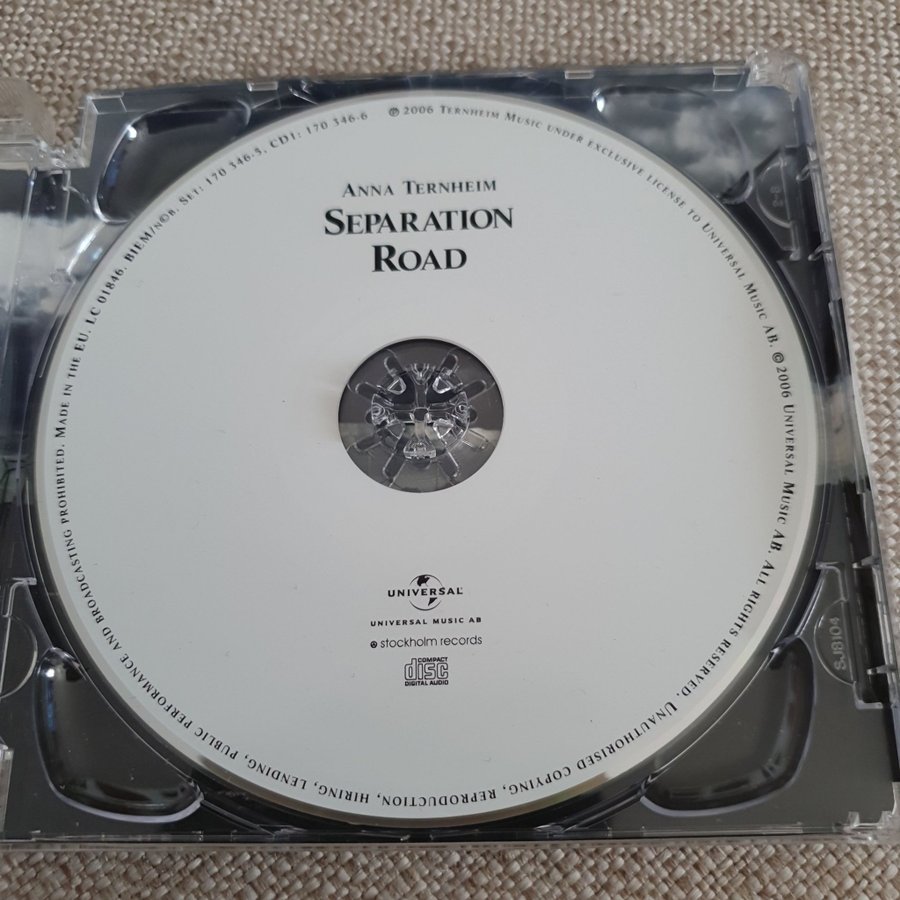 ANNA TERNHEIM
SEPARATION
ROAD
UNIVERSAL
UNIVERSAL MUSIC AB
stockholm records
COMPACT
disc
DIGITAL AUDIO
℗ 2006 TERNHEIM MUSIC UNDER EXCLUSIVE LICENSE TO UNIVERSAL MUSIC AB. © 2006 UNIVERSAL MUSIC AB. ALL RIGHTS RESERVED. UNAUTHORISED COPYING, REPRODUCTION, HIRING, LENDING, PUBLIC PERFORMANCE AND BROADCASTING PROHIBITED. MADE IN THE EU. LC 01846. BIEM/N©B. SET: 170 346-5, CD1: 170 346-6
SJB104